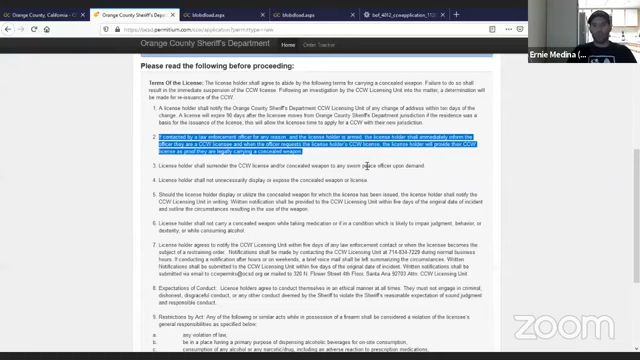 Orange County, California - C
Orange County Sheriff's Depart
blobdload.aspx
blobdload.aspx
bof_4012_ccwapplication_112
https://ocsd.permitium.com/ccw/application/?permit
Orange County Sheriff's Department
Home
Order Tracker
Please read the following before proceeding:
Terms Of the License: The license holder shall agree to abide by the following terms for carrying a concealed weapon. Failure to do so shall
result in the immediate suspension of the CCW license. Following an investigation by the CCW Licensing Unit into the matter, a determination
will be made for re-issuance of the CCW.
1. A license holder shall notify the Orange County Sheriff's Department CCW Licensing Unit of any change of address within ten days of the
change. A license will expire 90 days after licensees move from Orange County Sheriff's Department jurisdiction if the residence was a
basis for issuance, this will allow the licensees time to apply for a CCW with their new jurisdiction.
2. If contacted by a law enforcement officer for any reason, and the license holder is armed, the license holder shall immediately inform the
officer they are a CCW licensee and when the officer requests the license holder's CCW license, the license holder will provide their CCW
license as proof they are legally carrying a concealed weapon.
3. License holder shall surrender the CCW license and/or concealed weapon to any sworn peace officer upon demand.
4. License holder shall not unnecessarily display or expose the concealed weapon or license.
5. Should the license holder display or utilize the concealed weapon for which the license has been issued, the license holder shall notify the
CCW Licensing Unit in writing. Written notification shall be provided to the CCW Licensing Unit within five days of the original date of incident
and outline the circumstances resulting in the use of the weapon.
6. License holder shall not carry a concealed weapon while taking medication or if in a condition which is likely to impair judgment, behavior, or
dexterity, or while consuming alcohol.
7. License holder agrees to notify the CCW Licensing Unit within five days of any law enforcement contact or when the licensee becomes the
subject of a restraining order. Notifications shall be made by contacting the CCW Licensing Unit at 714-834-7229 during normal business
hours. If conducting a notification after hours or on weekends, a brief voice mail shall be left summarizing the circumstances. Written
Notifications shall be submitted to the CCW Licensing Unit within five days of original date of incident. Written notifications shall be
submitted via email to ccwpermits@ocsd.org or mailed to 320 N. Flower Street 4th Floor, Santa Ana 92703 Attn: CCW Licensing Unit.
8. Expectations of Conduct: License holders agree to conduct themselves in an ethical manner at all times. They must not engage in criminal,
dishonest, disgraceful conduct, or any other conduct deemed by the Sheriff to violate the Sheriff's reasonable expectation of sound judgment
and responsible conduct.
9. Restrictions by Act: Any of the following or similar acts while in possession of a firearm shall be considered a violation of the licensee's
general responsibilities as specified below:
a. any violation of law.
b. be in a place having a primary purpose of dispensing alcoholic beverages for on-site consumption.
c. consumption of any alcohol or any narcotic/drug, including an adverse reaction to prescription medication.
Ernie Medina (
zoom